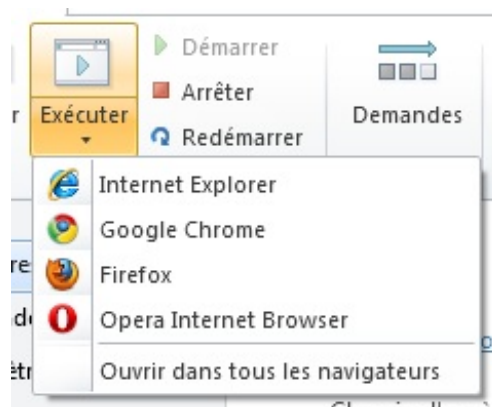 Démarrer
Arrêter
Exécuter
Demandes
Redémarrer
Internet Explorer
Google Chrome
Firefox
Opera Internet Browser
Ouvrir dans tous les navigateurs